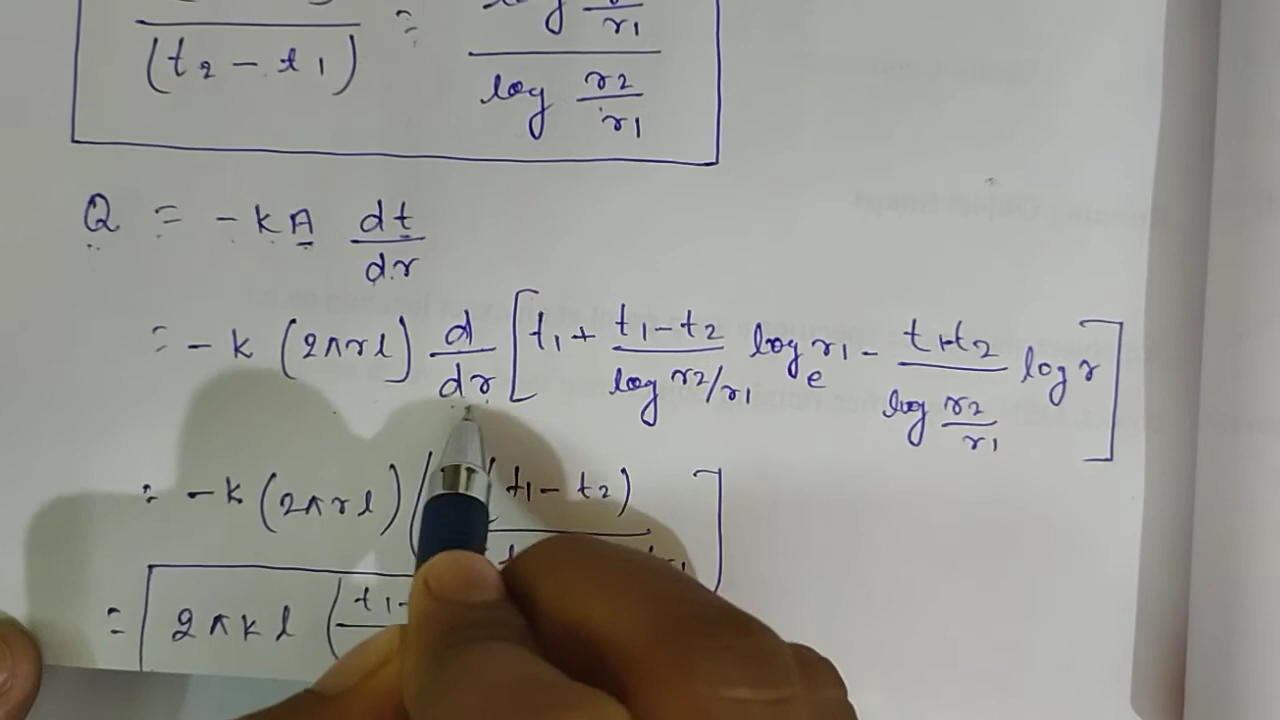 (t2 - t1) = log r/r1 / log r2/r1
Q = -kA dt/dr
= -k (2πrl) d/dr [t1 + t1-t2/log r2/r1 loge r1 - t1-t2/log r2/r1 log r]
= -k (2πrl) (t1-t2)
= 2πkl (t1-